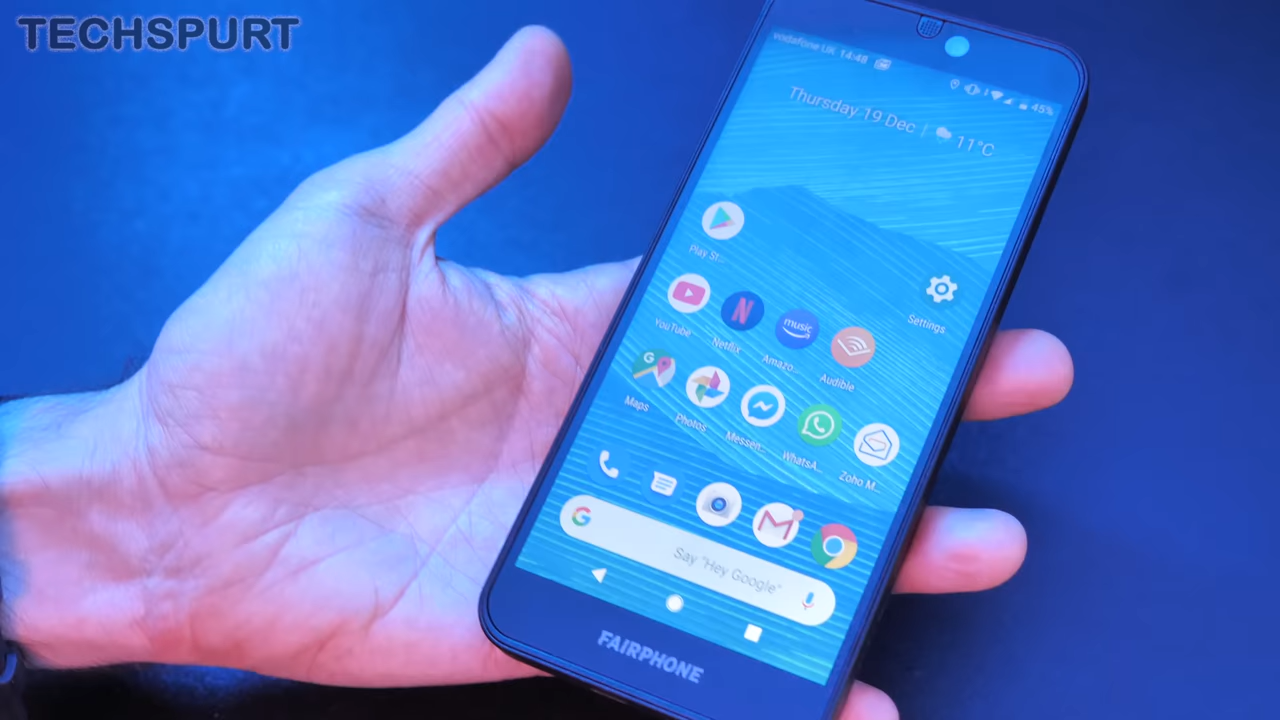 TECHSPURT
vodafone UK 14:48
45%
Thursday 19 Dec | 11°C
Play St...
Settings
YouTube
Netflix
music
Amazo...
Audible
Maps
Photos
Messen...
WhatsA...
Zoho M...
Say "Hey Google"
FAIRPHONE